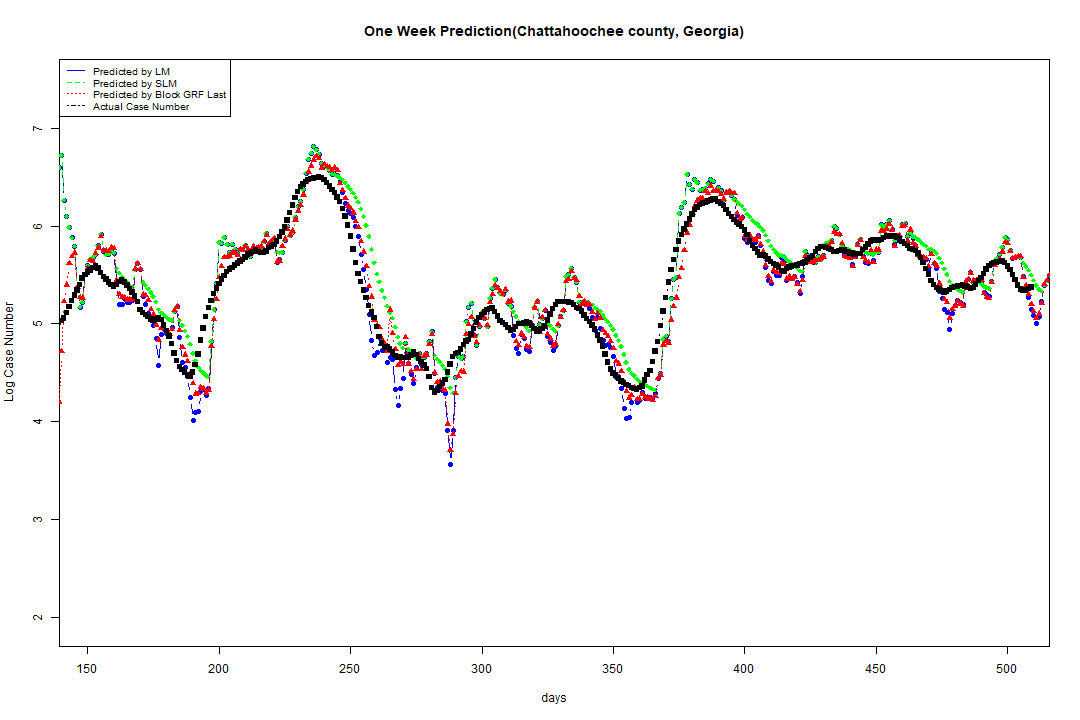 One Week Prediction(Chattahoochee county, Georgia)
Predicted by LM
Predicted by SLM
Predicted by Block GRF Last
Actual Case Number
7
6
5
4
3
2
Log Case Number
150 200 250 300 350 400 450 500
days